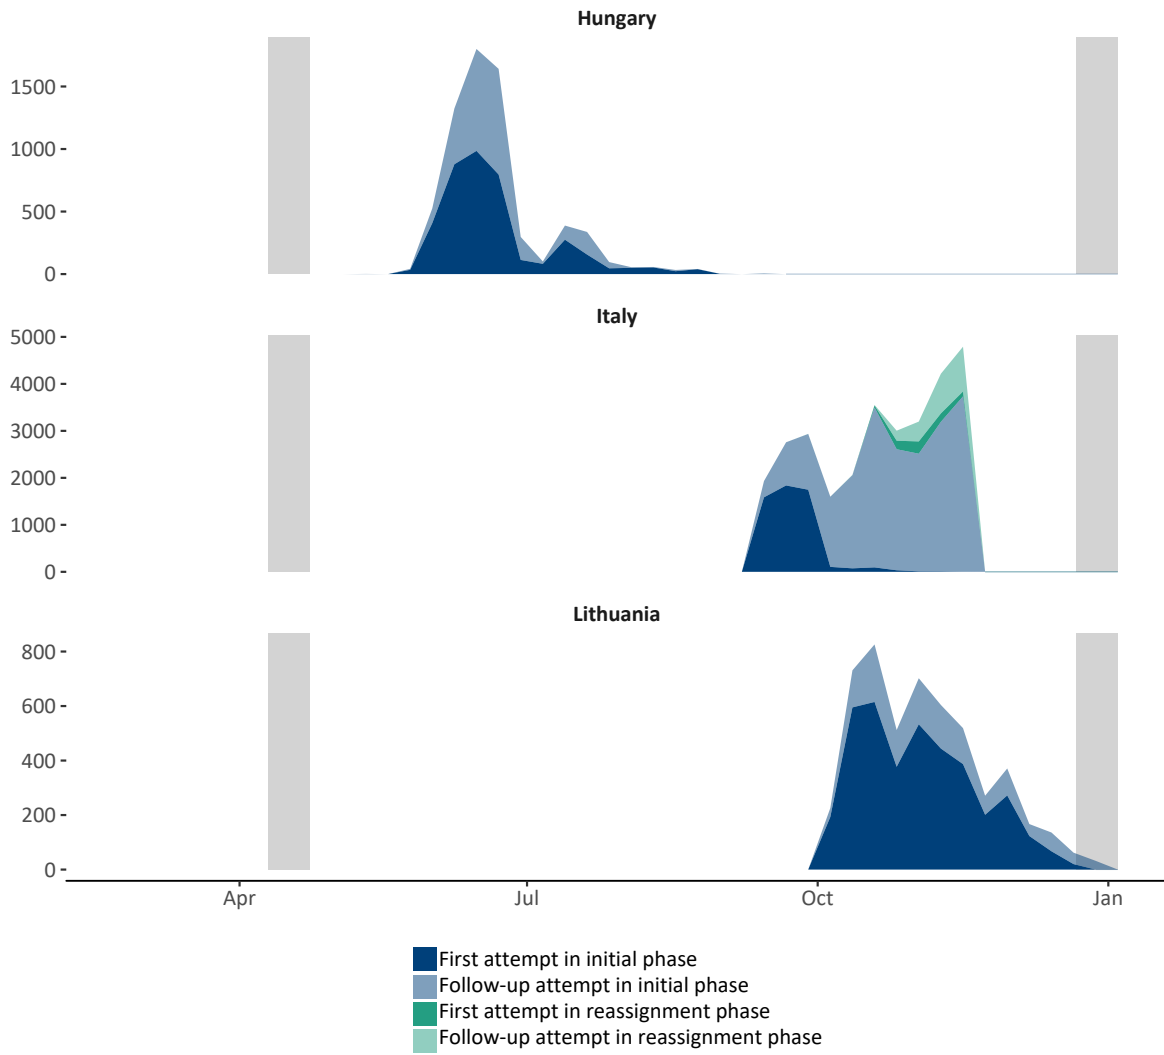 Hungary
1500
1000
500
0
Italy
5000
4000
3000
2000
1000
0
Lithuania
800
600
400
200
0
Apr Jul Oct Jan
First attempt in initial phase
Follow-up attempt in initial phase
First attempt in reassignment phase
Follow-up attempt in reassignment phase